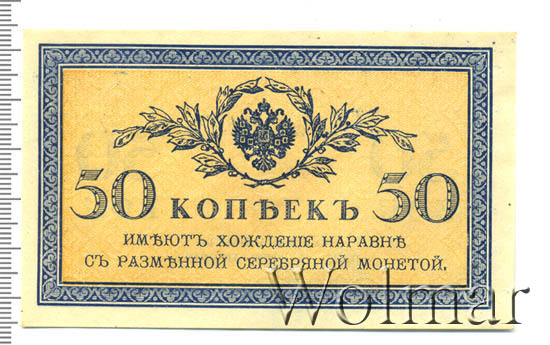 50 КОПѢЕКЪ 50
ИМѢЮТЪ ХОЖДЕНІЕ НАРАВНѢ
СЪ РАЗМѢННОЙ СЕРЕБРЯНОЙ МОНЕТОЙ.
Wolmar